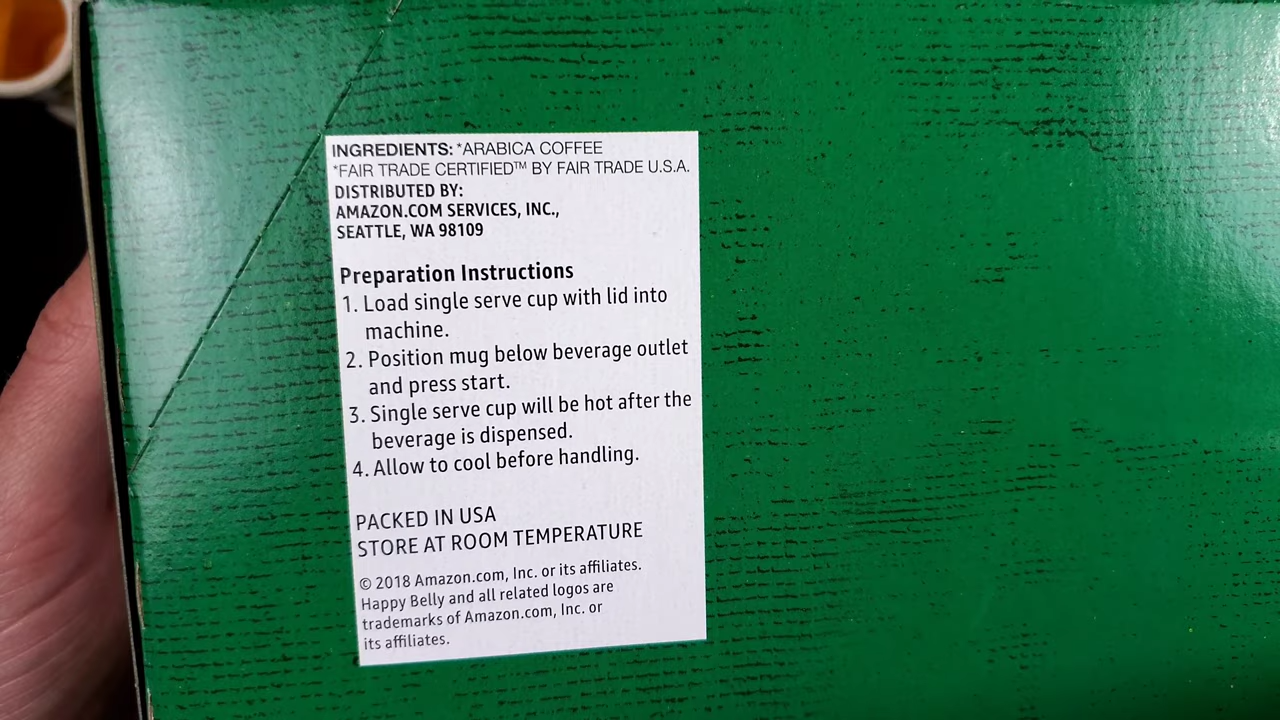 INGREDIENTS: *ARABICA COFFEE
*FAIR TRADE CERTIFIED™ BY FAIR TRADE U.S.A.
DISTRIBUTED BY:
AMAZON.COM SERVICES, INC.,
SEATTLE, WA 98109
Preparation Instructions
1. Load single serve cup with lid into
machine.
2. Position mug below beverage outlet
and press start.
3. Single serve cup will be hot after the
beverage is dispensed.
4. Allow to cool before handling.
PACKED IN USA
STORE AT ROOM TEMPERATURE
© 2018 Amazon.com, Inc. or its affiliates.
Happy Belly and all related logos are
trademarks of Amazon.com, Inc. or
its affiliates.